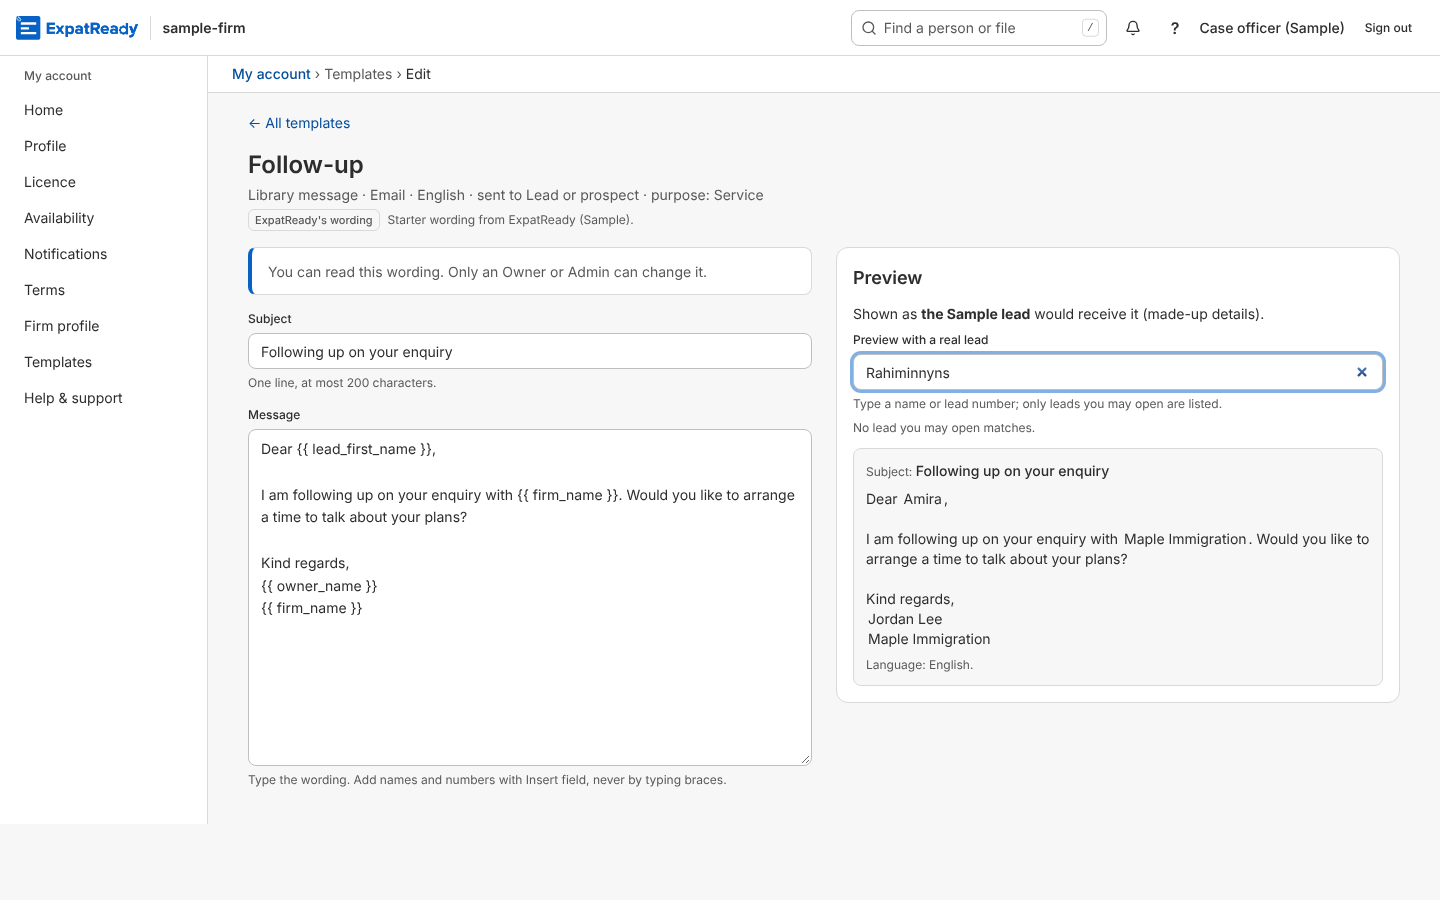 ExpatReady
sample-firm
Find a person or file
/
?
Case officer (Sample)
Sign out
My account
Home
Profile
Licence
Availability
Notifications
Terms
Firm profile
Templates
Help & support
My account › Templates › Edit
← All templates
Follow-up
Library message · Email · English · sent to Lead or prospect · purpose: Service
ExpatReady's wording
Starter wording from ExpatReady (Sample).
You can read this wording. Only an Owner or Admin can change it.
Subject
Following up on your enquiry
One line, at most 200 characters.
Message
Dear {{ lead_first_name }},
I am following up on your enquiry with {{ firm_name }}. Would you like to arrange
a time to talk about your plans?
Kind regards,
{{ owner_name }}
{{ firm_name }}
Type the wording. Add names and numbers with Insert field, never by typing braces.
Preview
Shown as the Sample lead would receive it (made-up details).
Preview with a real lead
Rahiminnyns
Type a name or lead number; only leads you may open are listed.
No lead you may open matches.
Subject: Following up on your enquiry
Dear Amira,
I am following up on your enquiry with Maple Immigration. Would you like to
arrange a time to talk about your plans?
Kind regards,
Jordan Lee
Maple Immigration
Language: English.